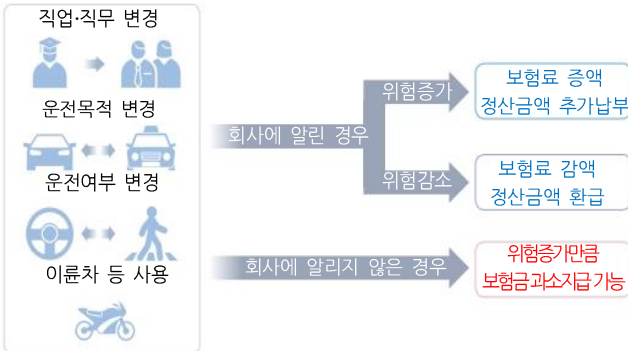 직업·직무 변경
운전목적 변경
운전여부 변경
이륜차 등 사용
회사에 알린 경우
위험증가
보험료 증액
정산금액 추가납부
위험감소
보험료 감액
정산금액 환급
회사에 알리지 않은 경우
위험증가만큼
보험금 과소지급 가능